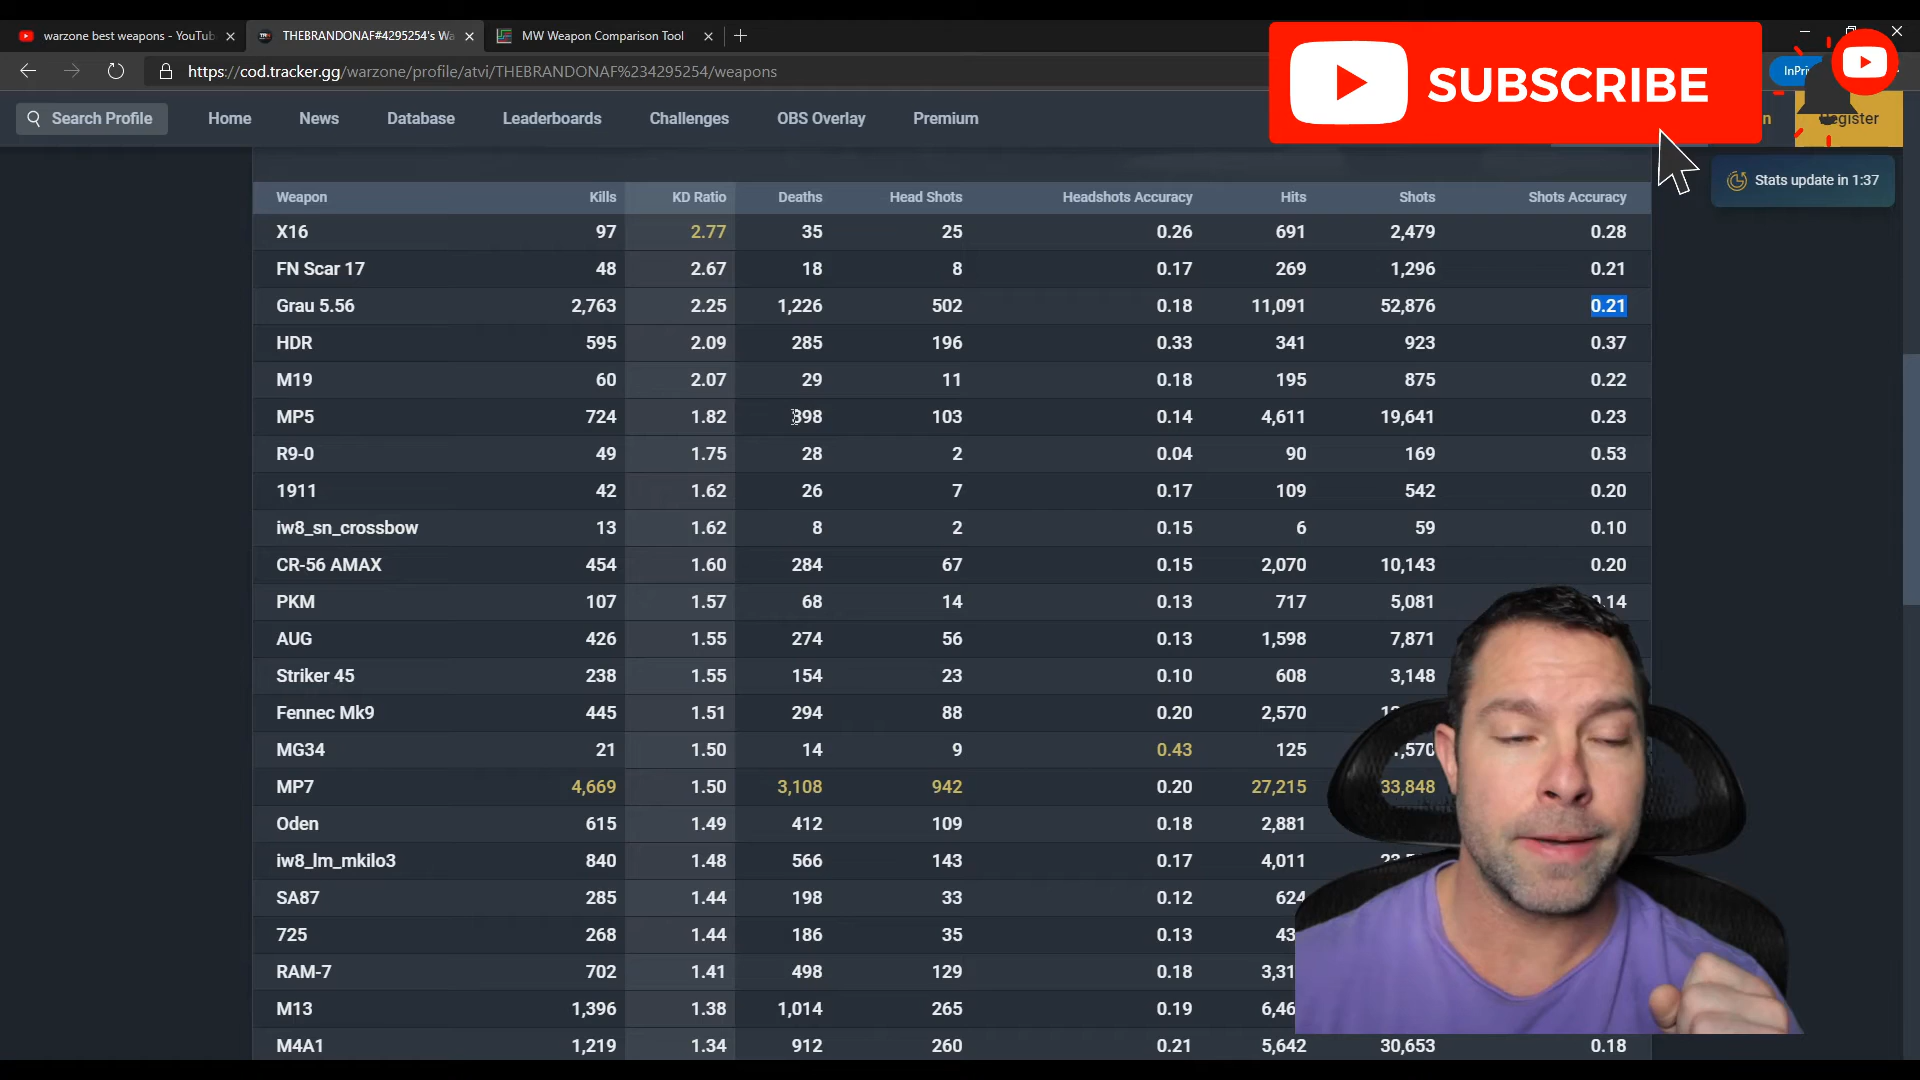 warzone best weapons - YouTub
THEBRANDONAF#4295254's Wa
MW Weapon Comparison Tool
https://cod.tracker.gg/warzone/profile/atvi/THEBRANDONAF%234295254/weapons
InPri
SUBSCRIBE
Search Profile Home News Database Leaderboards Challenges OBS Overlay Premium
Register
Stats update in 1:37
Weapon Kills KD Ratio Deaths Head Shots Headshots Accuracy Hits Shots Shots Accuracy
X16 97 2.77 35 25 0.26 691 2,479 0.28
FN Scar 17 48 2.67 18 8 0.17 269 1,296 0.21
Grau 5.56 2,763 2.25 1,226 502 0.18 11,091 52,876 0.21
HDR 595 2.09 285 196 0.33 341 923 0.37
M19 60 2.07 29 11 0.18 195 875 0.22
MP5 724 1.82 398 103 0.14 4,611 19,641 0.23
R9-0 49 1.75 28 2 0.04 90 169 0.53
1911 42 1.62 26 7 0.17 109 542 0.20
iw8_sn_crossbow 13 1.62 8 2 0.15 6 59 0.10
CR-56 AMAX 454 1.60 284 67 0.15 2,070 10,143 0.20
PKM 107 1.57 68 14 0.13 717 5,081 0.14
AUG 426 1.55 274 56 0.13 1,598 7,871
Striker 45 238 1.55 154 23 0.10 608 3,148
Fennec Mk9 445 1.51 294 88 0.20 2,570
MG34 21 1.50 14 9 0.43 125
MP7 4,669 1.50 3,108 942 0.20 27,215 33,848
Oden 615 1.49 412 109 0.18 2,881
iw8_lm_mkilo3 840 1.48 566 143 0.17 4,011
SA87 285 1.44 198 33 0.12 624
725 268 1.44 186 35 0.13 43
RAM-7 702 1.41 498 129 0.18 3,31
M13 1,396 1.38 1,014 265 0.19 6,46
M4A1 1,219 1.34 912 260 0.21 5,642 30,653 0.18